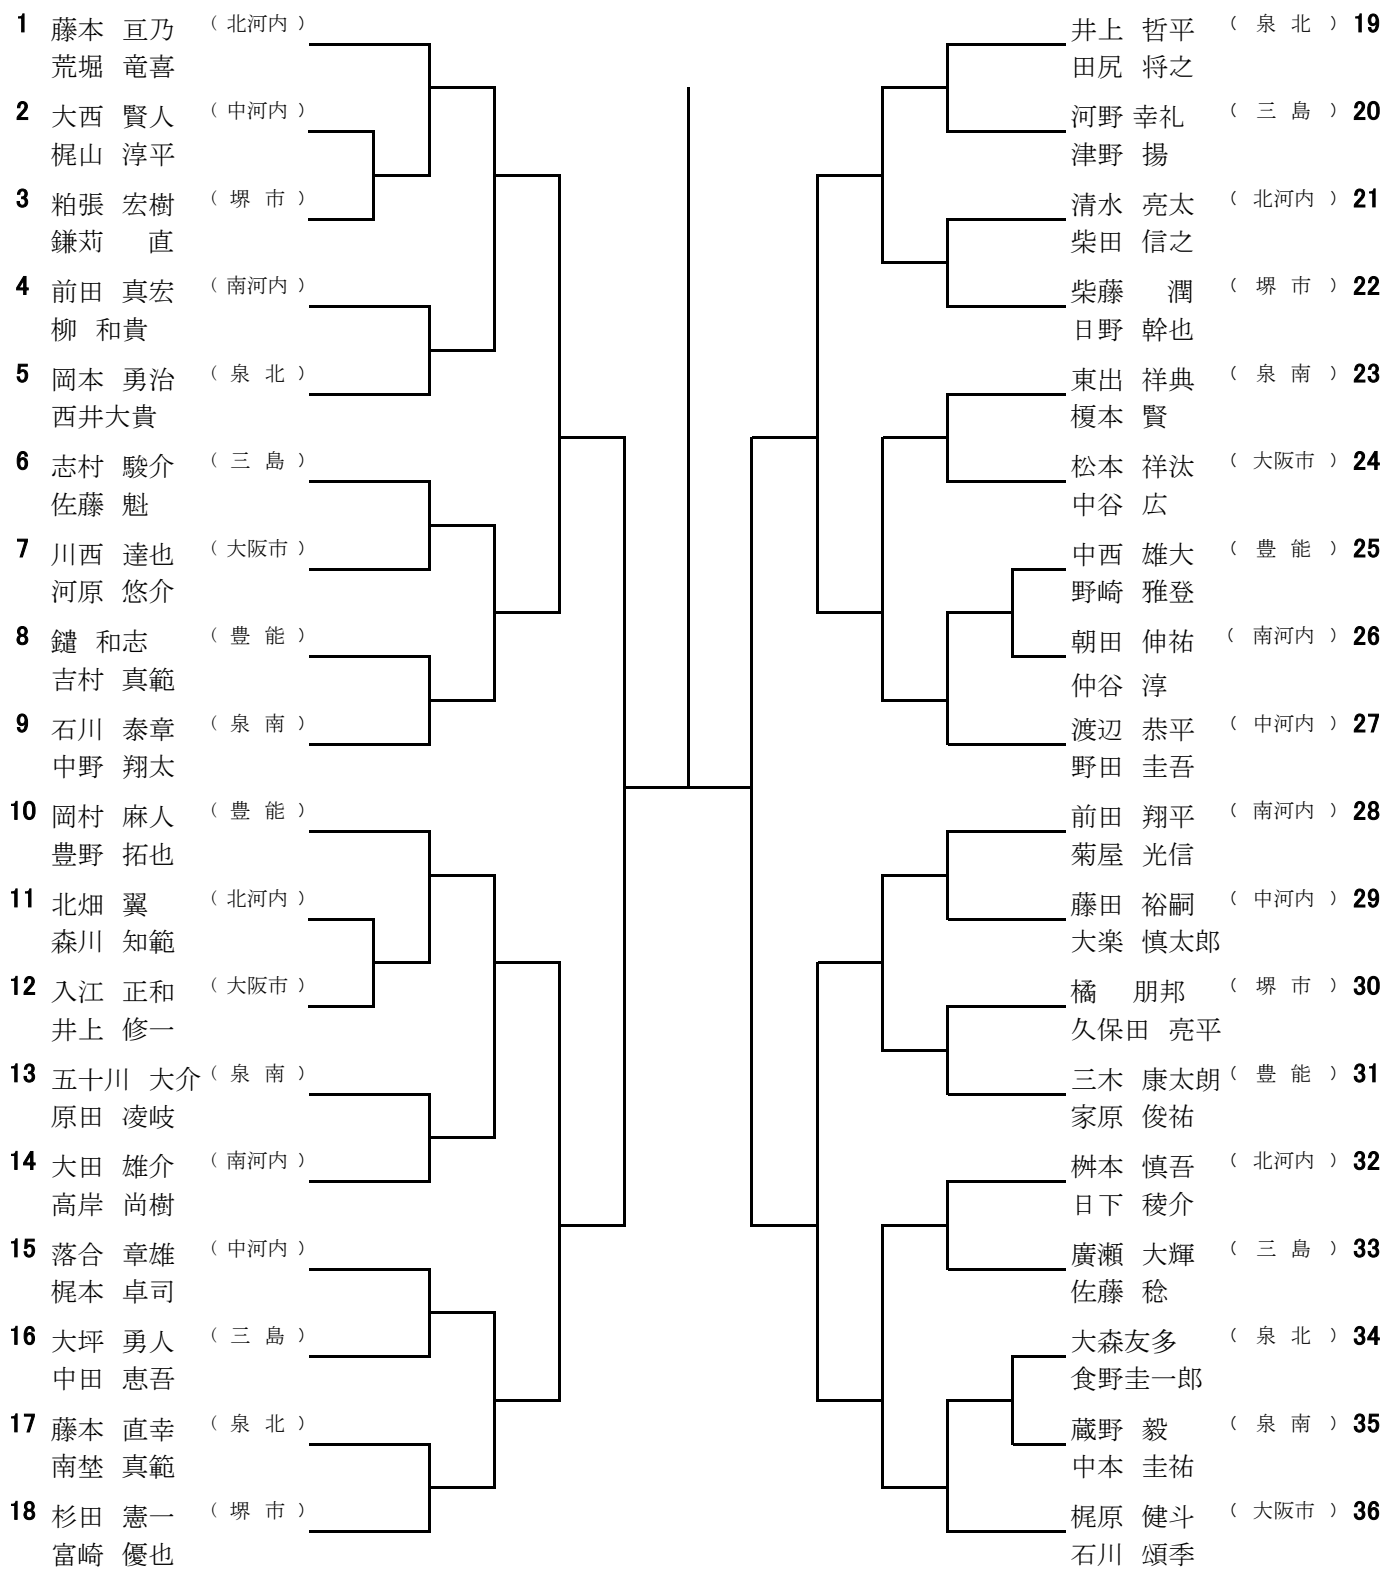 1 藤本 亘乃 （ 北河内 ）
荒堀 竜喜
2 大西 賢人 （ 中河内 ）
梶山 淳平
3 粕張 宏樹 （ 堺 市 ）
鎌苅 直
4 前田 真宏 （ 南河内 ）
柳 和貴
5 岡本 勇治 （ 泉 北 ）
西井大貴
6 志村 駿介 （ 三 島 ）
佐藤 魁
7 川西 達也 （ 大阪市 ）
河原 悠介
8 鑓 和志 （ 豊 能 ）
吉村 真範
9 石川 泰章 （ 泉 南 ）
中野 翔太
10 岡村 麻人 （ 豊 能 ）
豊野 拓也
11 北畑 翼 （ 北河内 ）
森川 知範
12 入江 正和 （ 大阪市 ）
井上 修一
13 五十川 大介 （ 泉 南 ）
原田 凌岐
14 大田 雄介 （ 南河内 ）
高岸 尚樹
15 落合 章雄 （ 中河内 ）
梶本 卓司
16 大坪 勇人 （ 三 島 ）
中田 恵吾
17 藤本 直幸 （ 泉 北 ）
南埜 真範
18 杉田 憲一 （ 堺 市 ）
富崎 優也
井上 哲平 （ 泉 北 ） 19
田尻 将之
河野 幸礼 （ 三 島 ） 20
津野 揚
清水 亮太 （ 北河内 ） 21
柴田 信之
柴藤 潤 （ 堺 市 ） 22
日野 幹也
東出 祥典 （ 泉 南 ） 23
榎本 賢
松本 祥汰 （ 大阪市 ） 24
中谷 広
中西 雄大 （ 豊 能 ） 25
野崎 雅登
朝田 伸祐 （ 南河内 ） 26
仲谷 淳
渡辺 恭平 （ 中河内 ） 27
野田 圭吾
前田 翔平 （ 南河内 ） 28
菊屋 光信
藤田 裕嗣 （ 中河内 ） 29
大楽 慎太郎
橘 朋邦 （ 堺 市 ） 30
久保田 亮平
三木 康太朗 （ 豊 能 ） 31
家原 俊祐
桝本 慎吾 （ 北河内 ） 32
日下 稜介
廣瀬 大輝 （ 三 島 ） 33
佐藤 稔
大森友多 （ 泉 北 ） 34
食野圭一郎
蔵野 毅 （ 泉 南 ） 35
中本 圭祐
梶原 健斗 （ 大阪市 ） 36
石川 頌季